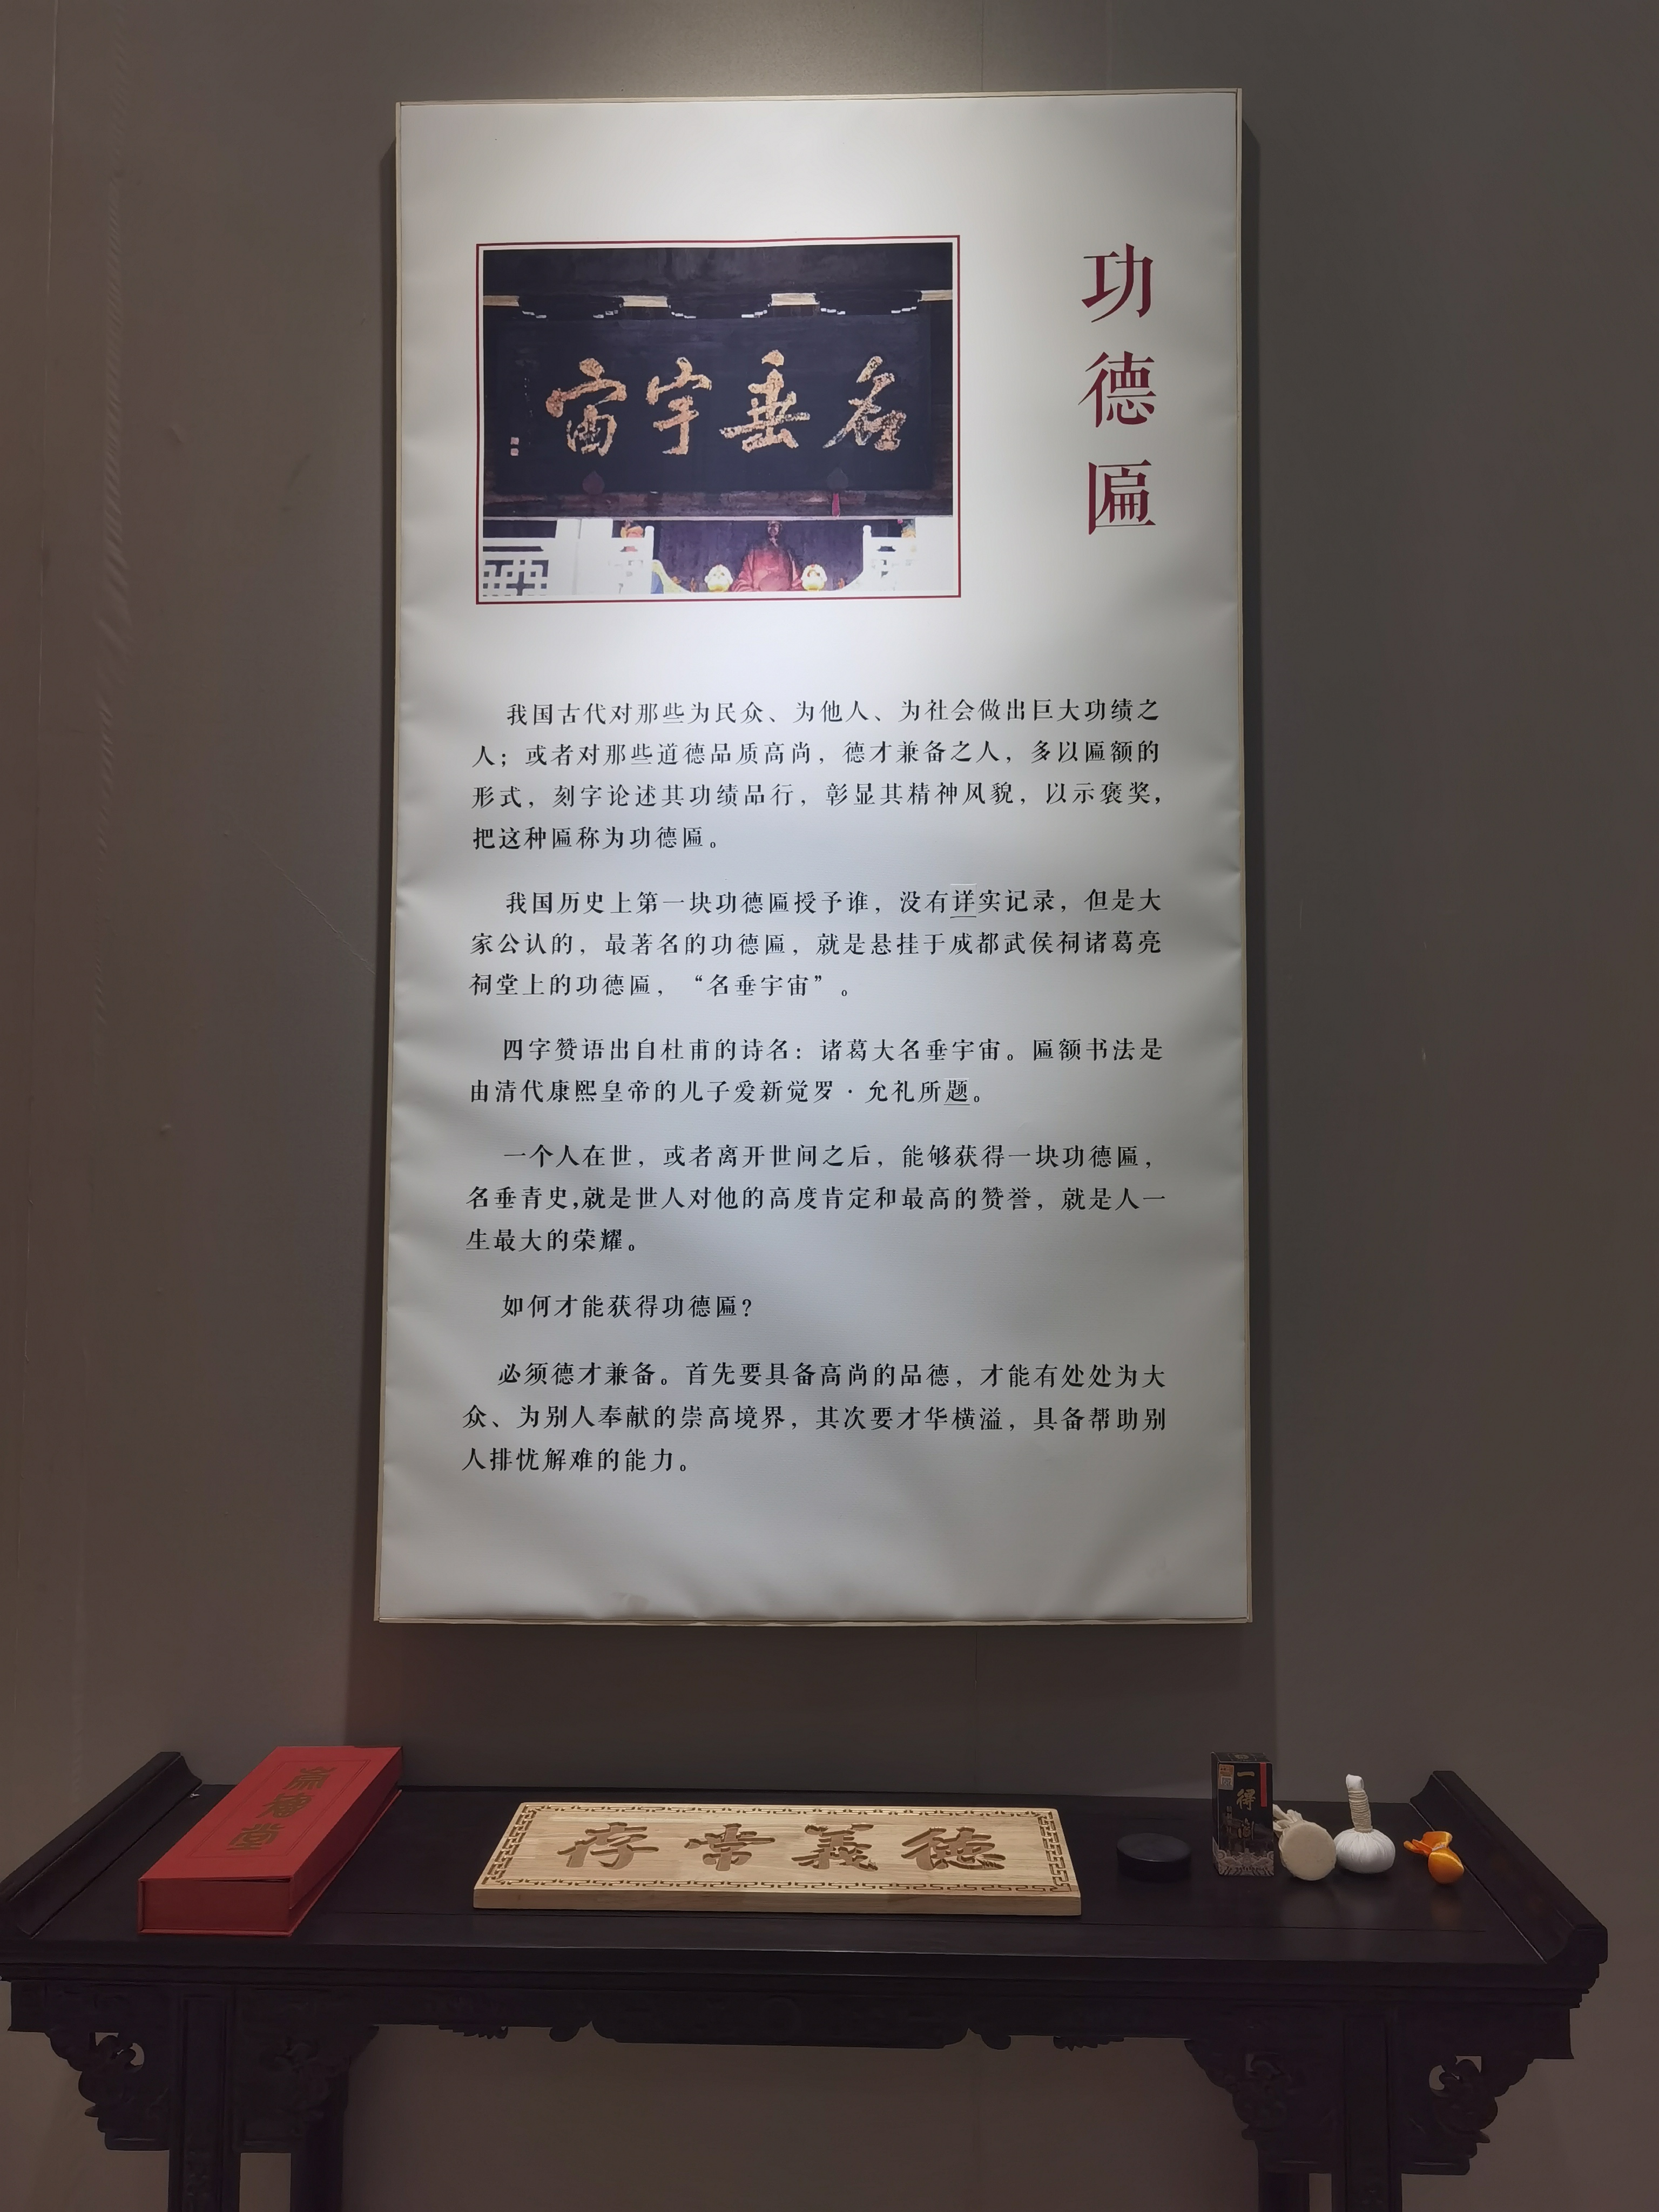 功德匾
名垂宇宙
我国古代对那些为民众、为他人、为社会做出巨大功绩之
人；或者对那些道德品质高尚，德才兼备之人，多以匾额的
形式，刻字论述其功绩品行，彰显其精神风貌，以示褒奖，
把这种匾称为功德匾。
我国历史上第一块功德匾授予谁，没有详实记录，但是大
家公认的，最著名的功德匾，就是悬挂于成都武侯祠诸葛亮
祠堂上的功德匾，“名垂宇宙”。
四字赞语出自杜甫的诗名：诸葛大名垂宇宙。匾额书法是
由清代康熙皇帝的儿子爱新觉罗·允礼所题。
一个人在世，或者离开世间之后，能够获得一块功德匾，
名垂青史,就是世人对他的高度肯定和最高的赞誉，就是人一
生最大的荣耀。
如何才能获得功德匾？
必须德才兼备。首先要具备高尚的品德，才能有处处为大
众、为别人奉献的崇高境界，其次要才华横溢，具备帮助别
人排忧解难的能力。
崇德堂
德義常存
一得阁